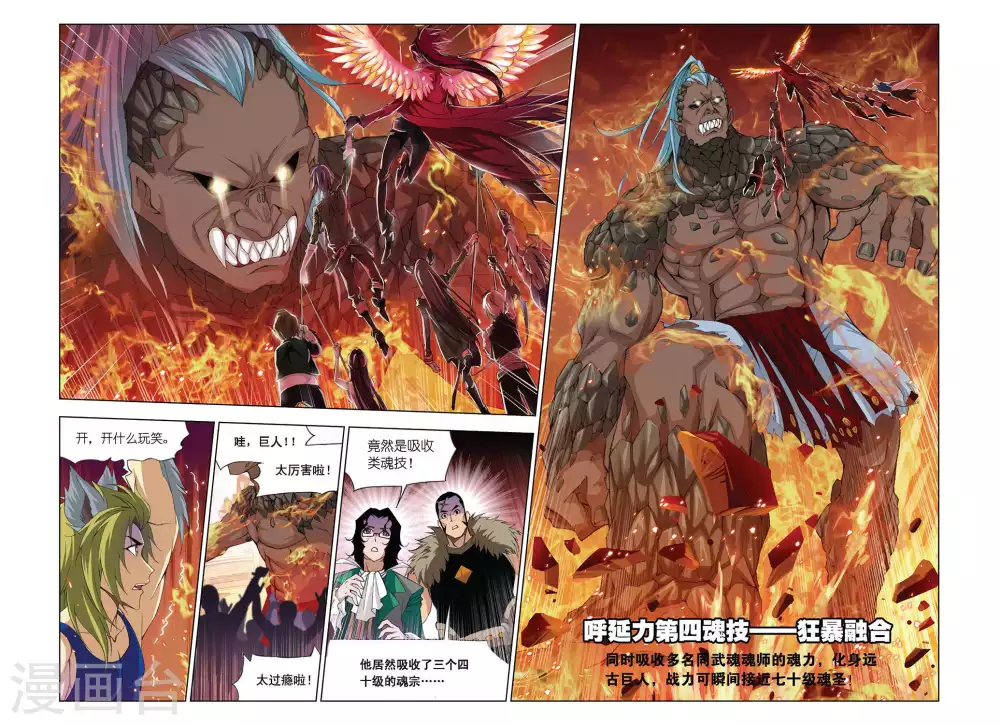 开，开什么玩笑。
哇，巨人！！
太厉害啦！
太过瘾啦！
竟然是吸收
类魂技！
他居然吸收了三个四
十级的魂宗……
呼延力第四魂技——狂暴融合
同时吸收多名同武魂魂师的魂力，化身远
古巨人，战力可瞬间接近七十级魂圣！
漫画台